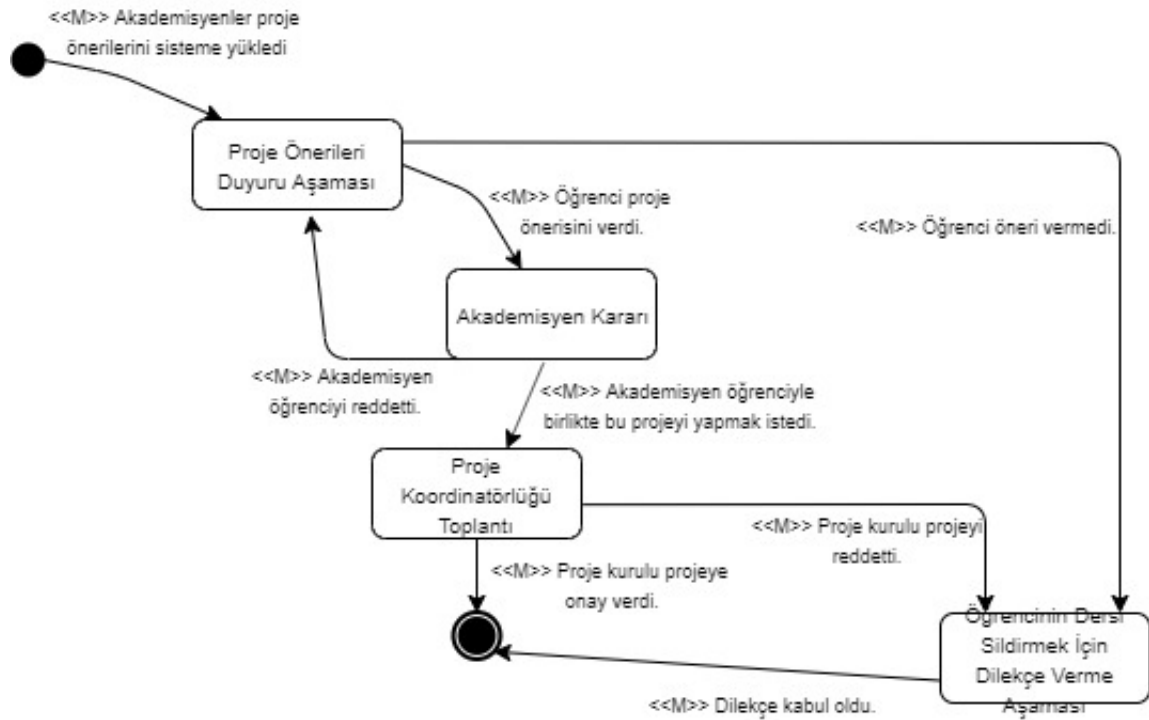 <<M>> Akademisyenler proje
önerilerini sisteme yükledi
Proje Önerileri
Duyuru Aşaması
<<M>> Öğrenci proje
önerisini verdi.
<<M>> Öğrenci öneri vermedi.
Akademisyen Kararı
<<M>> Akademisyen
öğrenciyi reddetti.
<<M>> Akademisyen öğrenciyle
birlikte bu projeyi yapmak istedi.
Proje
Koordinatörlüğü
Toplantı
<<M>> Proje kurulu projeyi
reddetti.
<<M>> Proje kurulu projeye
onay verdi.
Öğrencinin Dersi
Sildirmek İçin
Dilekçe Verme
Aşaması
<<M>> Dilekçe kabul oldu.